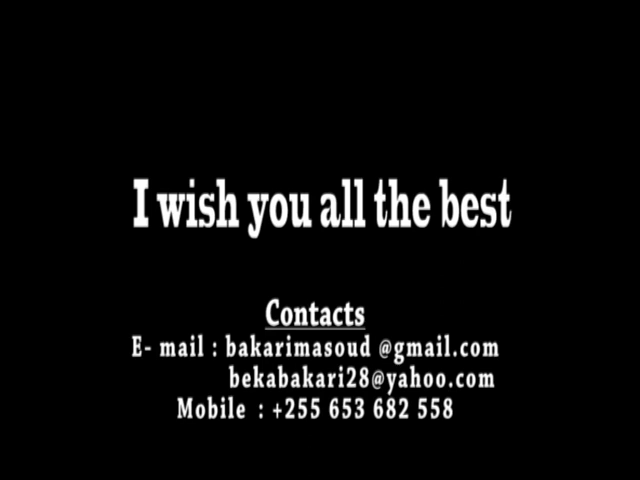 I wish you all the best
Contacts
E- mail : bakarimasoud @gmail.com
bekabakari28@yahoo.com
Mobile : +255 653 682 558